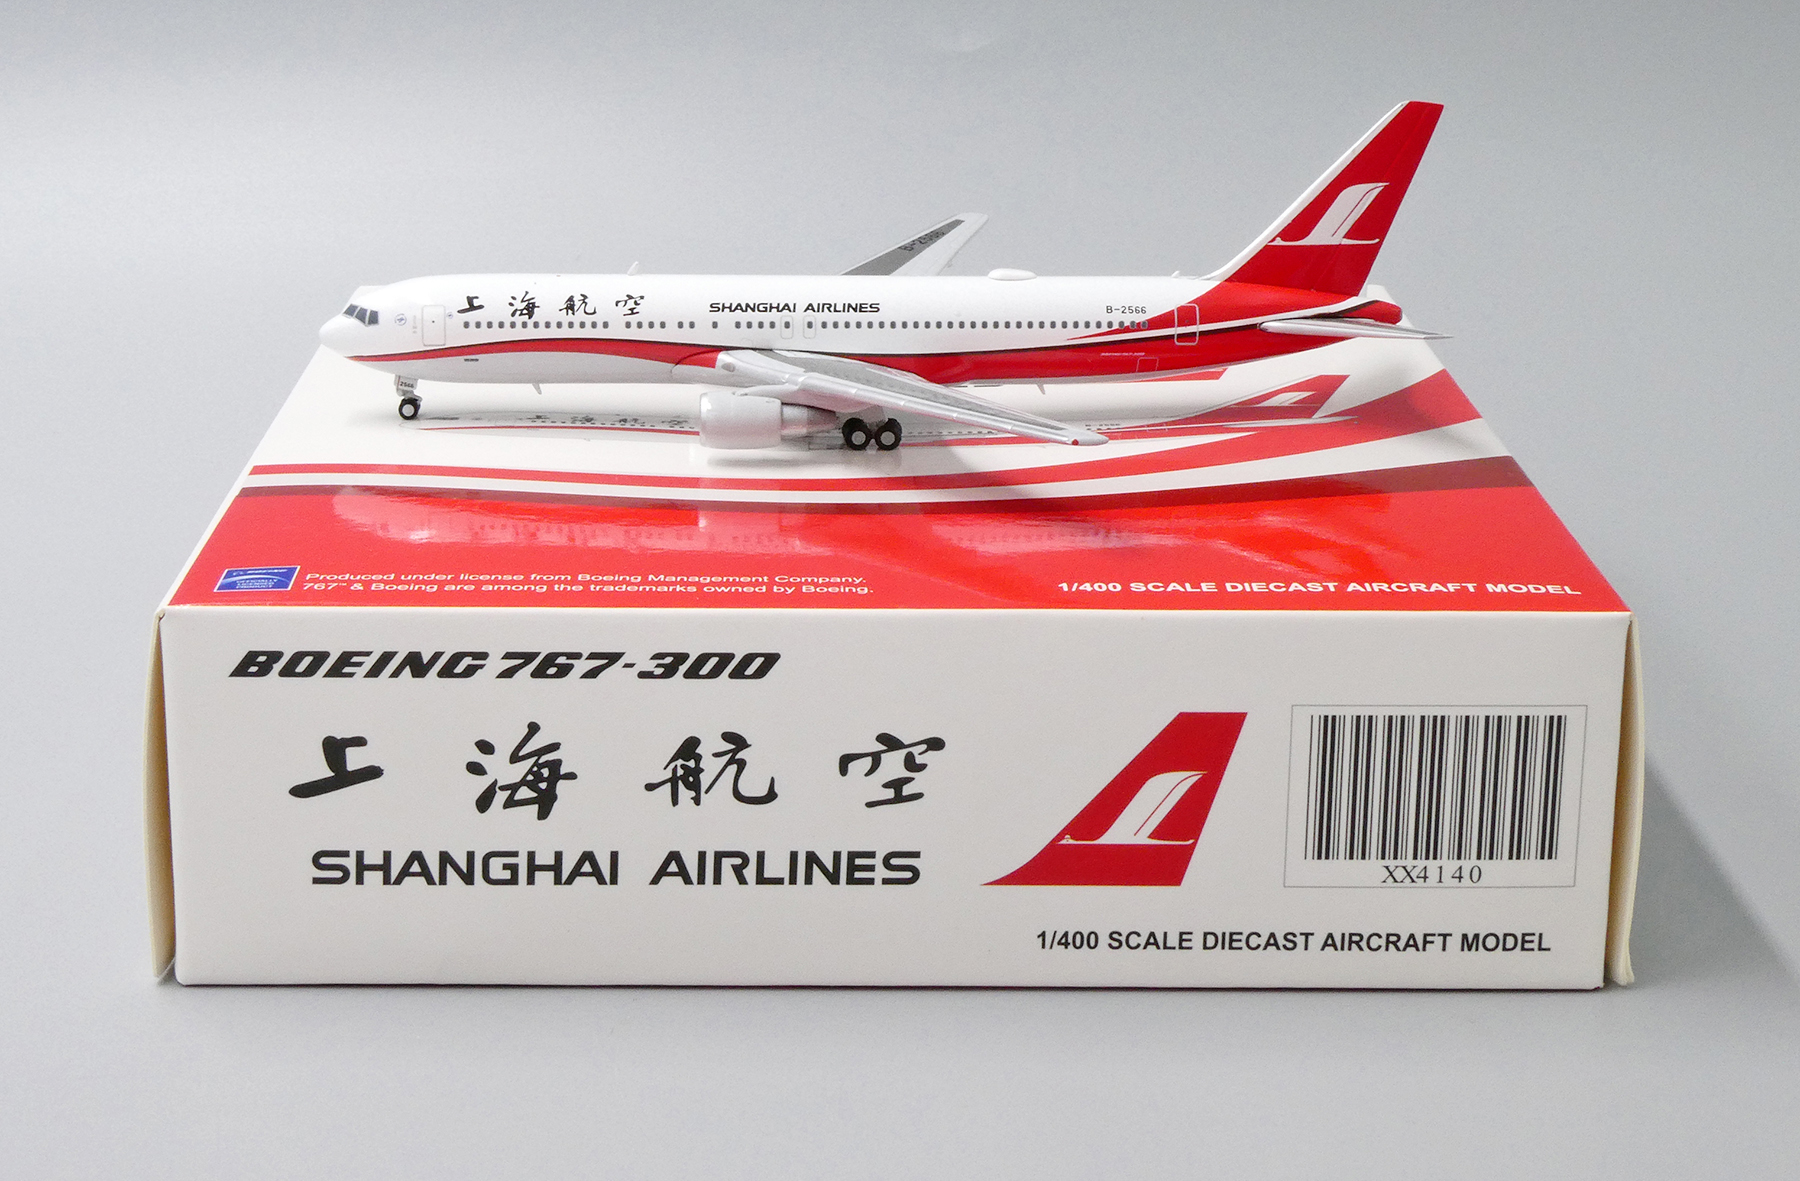 上海航空
SHANGHAI AIRLINES
B-2566
2566
Produced under license from Boeing Management Company.
767™ & Boeing are among the trademarks owned by Boeing.
1/400 SCALE DIECAST AIRCRAFT MODEL
BOEING 767-300
上海航空
SHANGHAI AIRLINES
XX4140
1/400 SCALE DIECAST AIRCRAFT MODEL